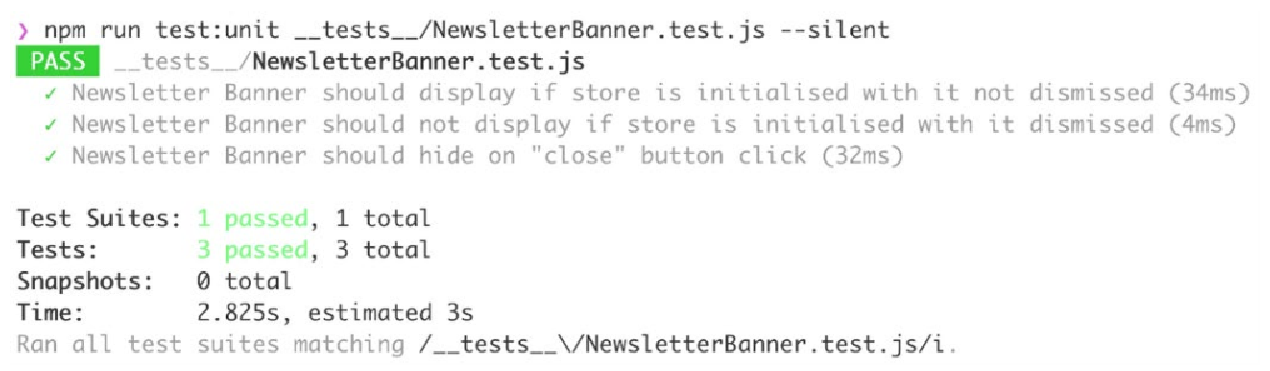 ❯ npm run test:unit __tests__/NewsletterBanner.test.js --silent
PASS __tests__/NewsletterBanner.test.js
✓ Newsletter Banner should display if store is initialised with it not dismissed (34ms)
✓ Newsletter Banner should not display if store is initialised with it dismissed (4ms)
✓ Newsletter Banner should hide on "close" button click (32ms)
Test Suites: 1 passed, 1 total
Tests: 3 passed, 3 total
Snapshots: 0 total
Time: 2.825s, estimated 3s
Ran all test suites matching /__tests__\/NewsletterBanner.test.js/i.